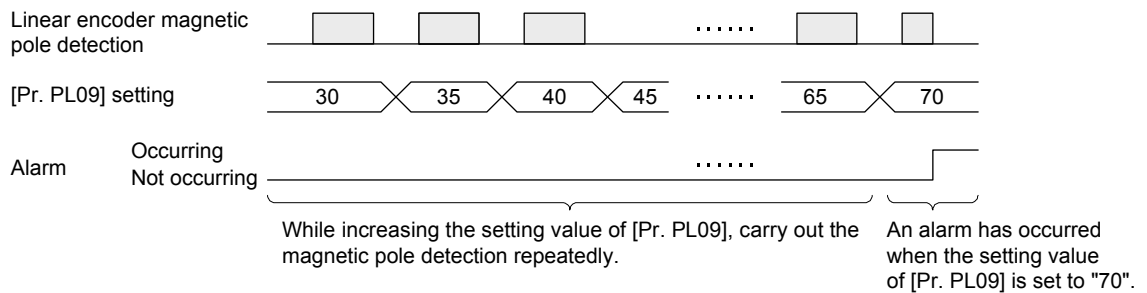 Linear encoder magnetic
pole detection
[Pr. PL09] setting
30 35 40 45 ...... 65 70
Alarm
Occurring
Not occurring
While increasing the setting value of [Pr. PL09], carry out the
magnetic pole detection repeatedly.
An alarm has occurred
when the setting value
of [Pr. PL09] is set to "70".